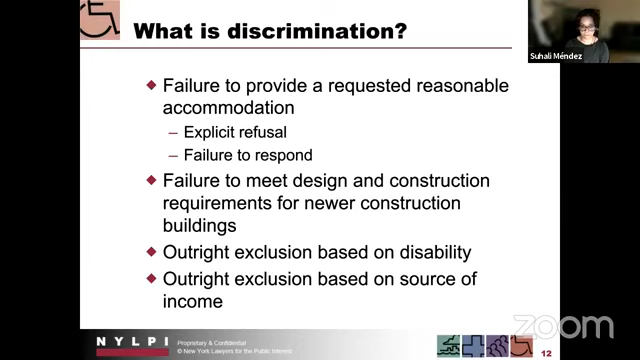 What is discrimination?
Suhali Méndez
Failure to provide a requested reasonable
accommodation
– Explicit refusal
– Failure to respond
Failure to meet design and construction
requirements for newer construction
buildings
Outright exclusion based on disability
Outright exclusion based on source of
income
NYLPI
Proprietary & Confidential
© New York Lawyers for the Public Interest
12
zoom